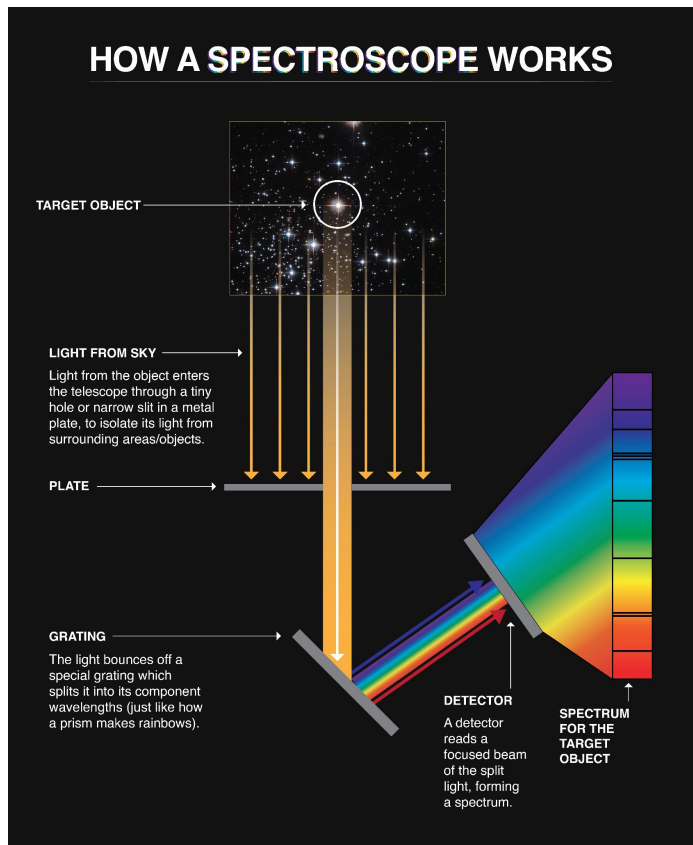 HOW A SPECTROSCOPE WORKS
TARGET OBJECT
LIGHT FROM SKY
Light from the object enters
the telescope through a tiny
hole or narrow slit in a metal
plate, to isolate its light from
surrounding areas/objects.
PLATE
GRATING
The light bounces off a
special grating which
splits it into its component
wavelengths (just like how
a prism makes rainbows).
DETECTOR
A detector
reads a
focused beam
of the split
light, forming
a spectrum.
SPECTRUM
FOR THE
TARGET
OBJECT